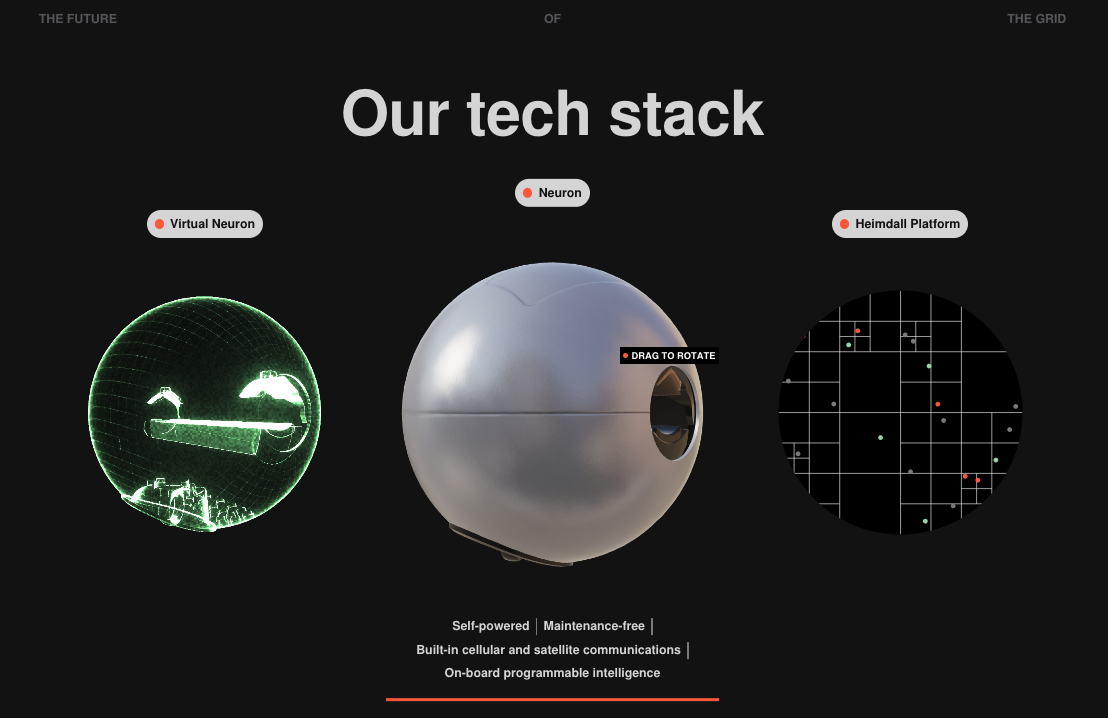 THE FUTURE OF THE GRID
Our tech stack
Neuron
Virtual Neuron
Heimdall Platform
DRAG TO ROTATE
Self-powered | Maintenance-free |
Built-in cellular and satellite communications |
On-board programmable intelligence